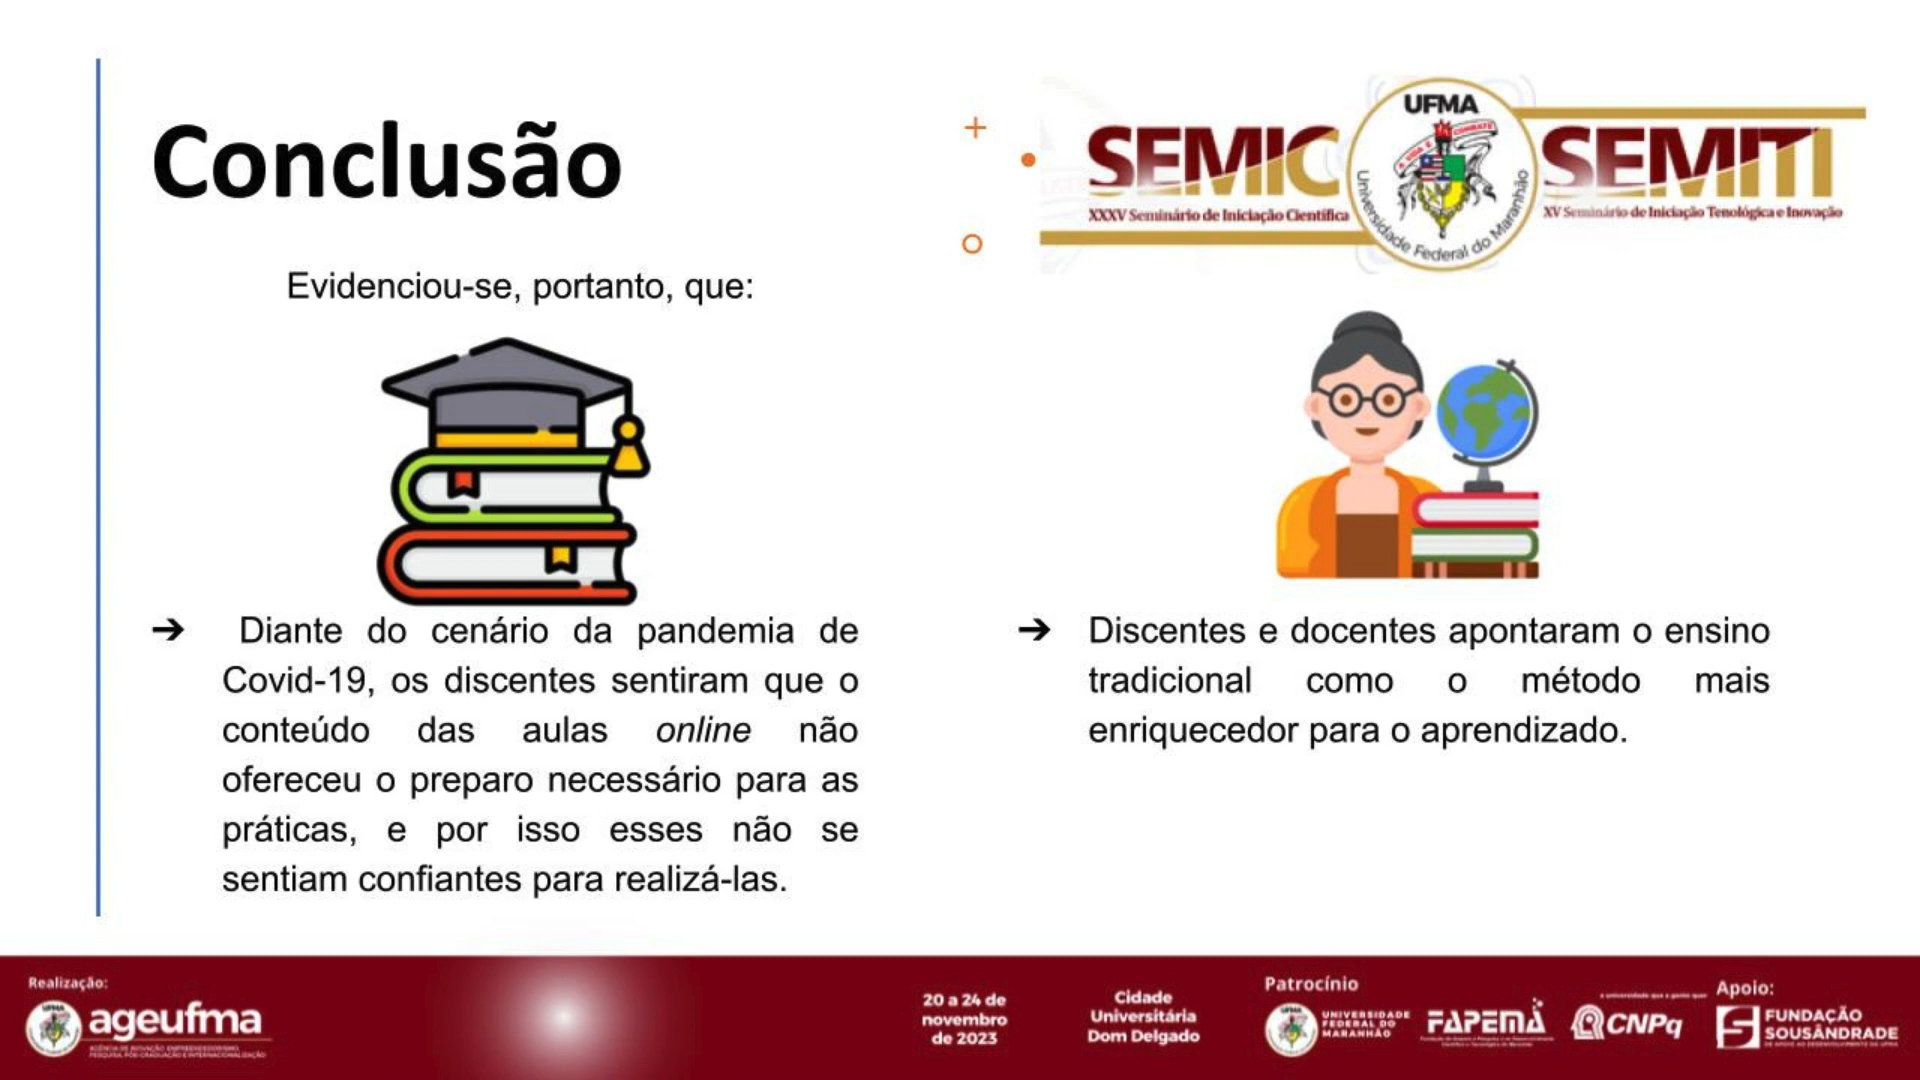 Conclusão
UFMA
SEMIC
SEMITI
XXXV Seminário de Iniciação Científica
XV Seminário de Iniciação Tenológica e Inovação
Universidade Federal do Maranhão
Evidenciou-se, portanto, que:
➔ Diante do cenário da pandemia de
Covid-19, os discentes sentiram que o
conteúdo das aulas online não
ofereceu o preparo necessário para as
práticas, e por isso esses não se
sentiam confiantes para realizá-las.
➔ Discentes e docentes apontaram o ensino
tradicional como o método mais
enriquecedor para o aprendizado.
Realização:
ageufma
20 a 24 de
novembro
de 2023
Cidade
Universitária
Dom Delgado
Patrocínio
UNIVERSIDADE
FEDERAL DO
MARANHÃO
FAPEMA
CNPq
Apoio:
FUNDAÇÃO
SOUSÂNDRADE